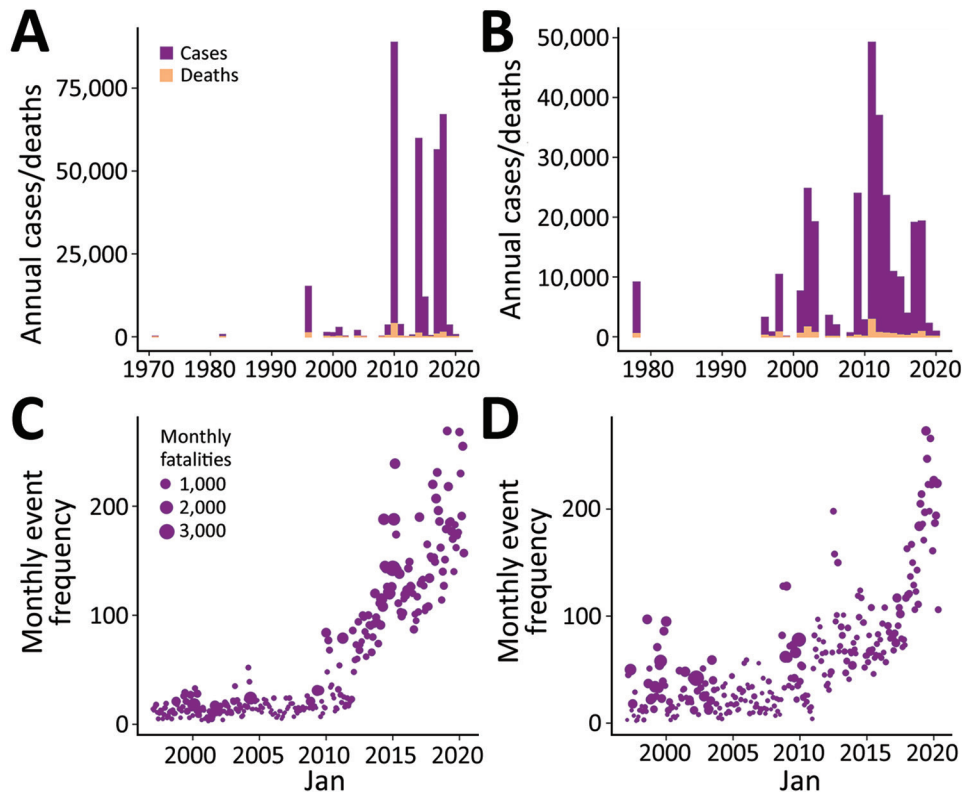 A
Cases
Deaths
Annual cases/deaths
75,000
50,000
25,000
0
1970 1980 1990 2000 2010 2020
B
Annual cases/deaths
50,000
40,000
30,000
20,000
10,000
0
1980 1990 2000 2010 2020
C
Monthly
fatalities
1,000
2,000
3,000
Monthly event
frequency
200
100
0
2000 2005 2010 2015 2020
Jan
D
Monthly event
frequency
200
100
0
2000 2005 2010 2015 2020
Jan